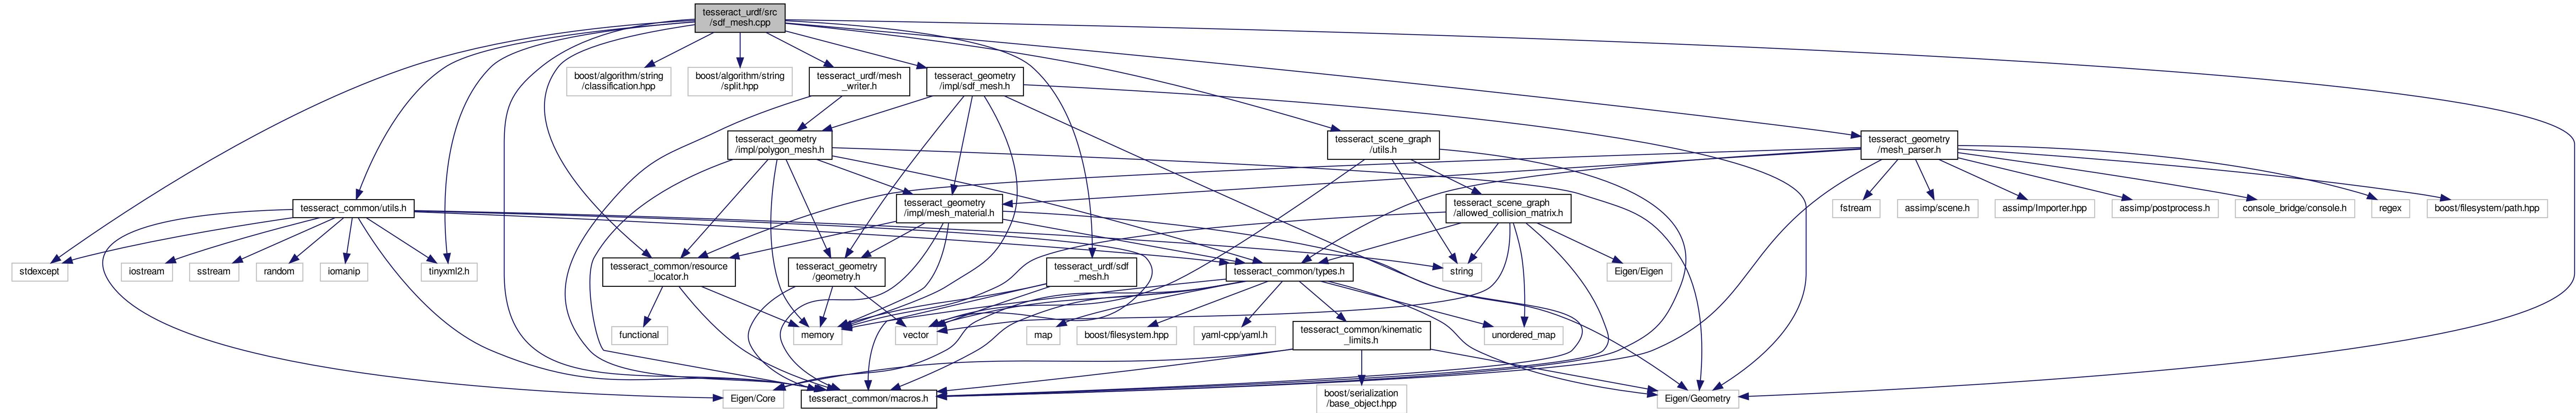 tesseract_urdf/src
/sdf_mesh.cpp
boost/algorithm/string
/classification.hpp
boost/algorithm/string
/split.hpp
tesseract_urdf/mesh
_writer.h
tesseract_geometry
/impl/sdf_mesh.h
tesseract_geometry
/impl/polygon_mesh.h
tesseract_scene_graph
/utils.h
tesseract_geometry
/mesh_parser.h
tesseract_common/utils.h
tesseract_geometry
/impl/mesh_material.h
tesseract_scene_graph
/allowed_collision_matrix.h
fstream
assimp/scene.h
assimp/Importer.hpp
assimp/postprocess.h
console_bridge/console.h
regex
boost/filesystem/path.hpp
stdexcept
iostream
sstream
random
iomanip
tinyxml2.h
tesseract_common/resource
_locator.h
tesseract_geometry
/geometry.h
tesseract_urdf/sdf
_mesh.h
tesseract_common/types.h
string
Eigen/Eigen
functional
memory
vector
map
boost/filesystem.hpp
yaml-cpp/yaml.h
tesseract_common/kinematic
_limits.h
unordered_map
Eigen/Core
tesseract_common/macros.h
boost/serialization
/base_object.hpp
Eigen/Geometry